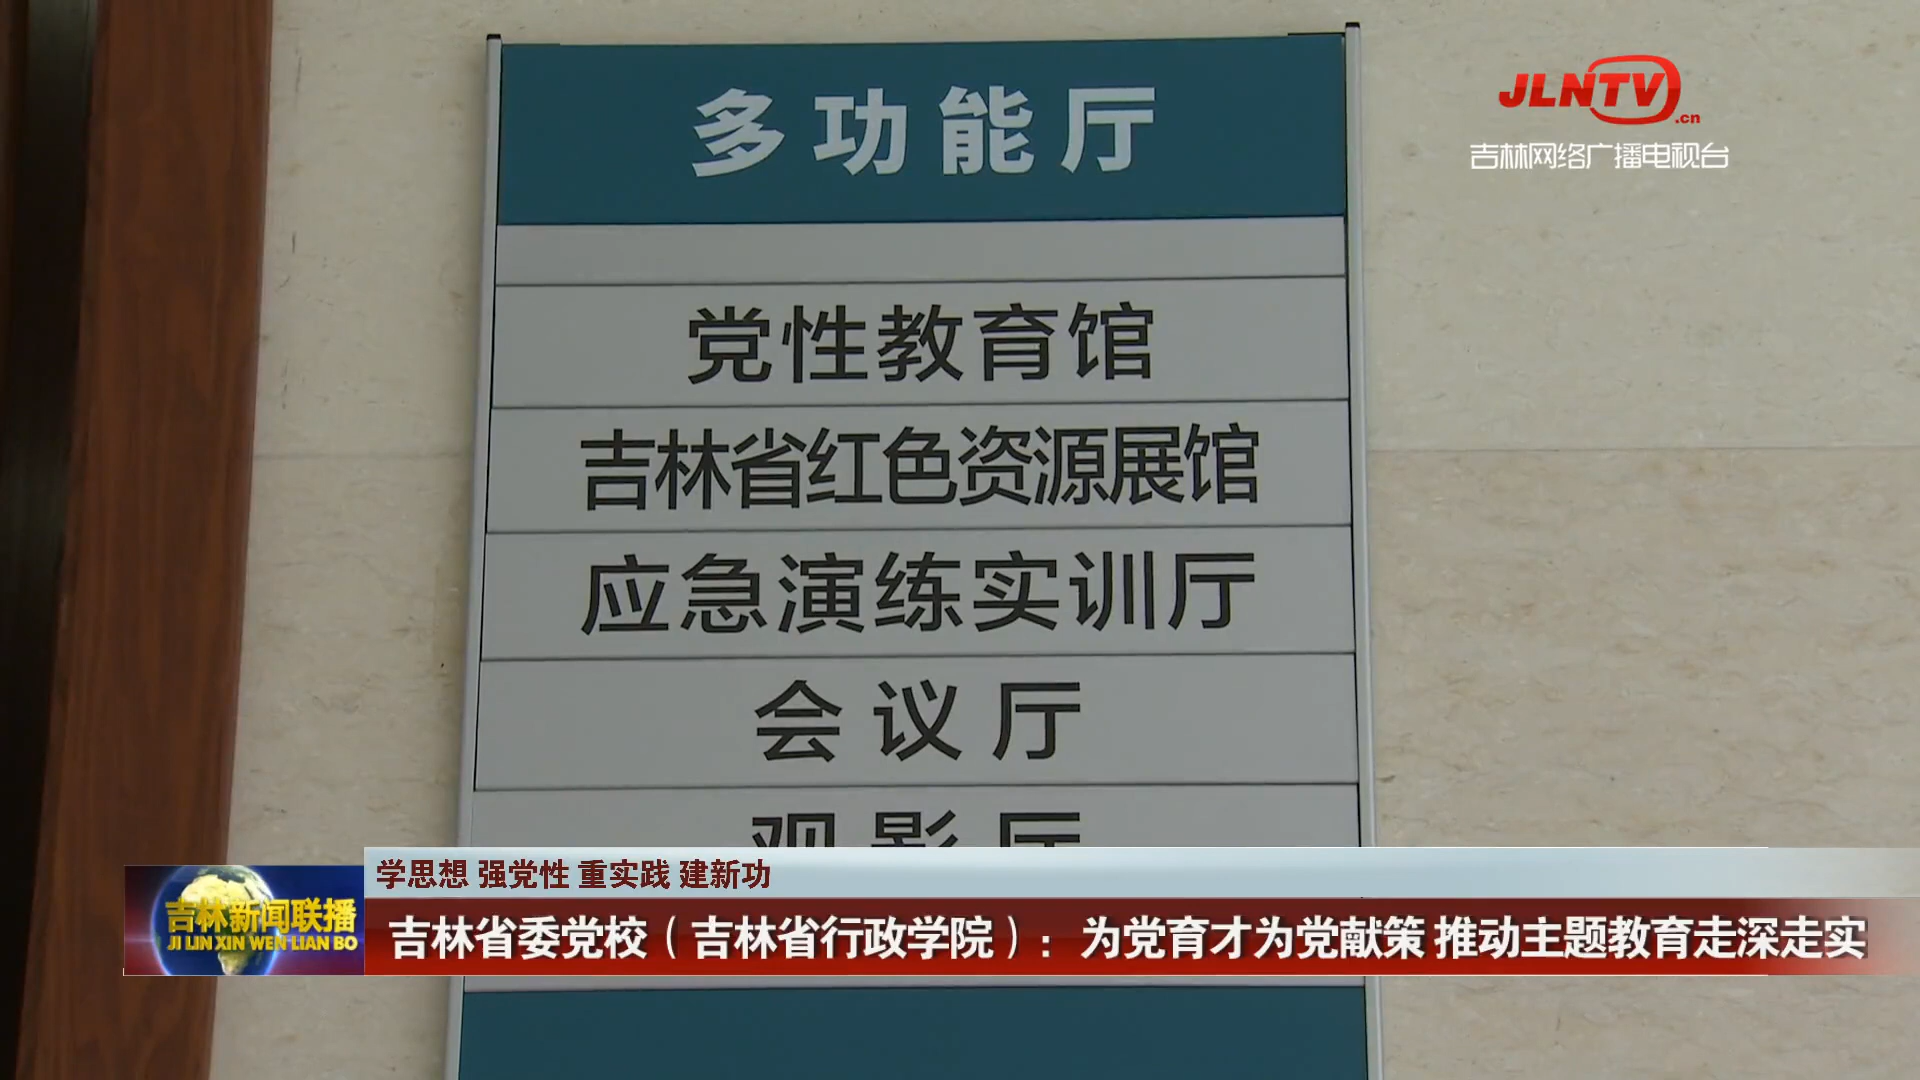 多功能厅
JLNTV.cn
吉林网络广播电视台
党性教育馆
吉林省红色资源展馆
应急演练实训厅
会议厅
观影厅
学思想 强党性 重实践 建新功
吉林新闻联播
JI LIN XIN WEN LIAN BO
吉林省委党校（吉林省行政学院）：为党育才为党献策 推动主题教育走深走实